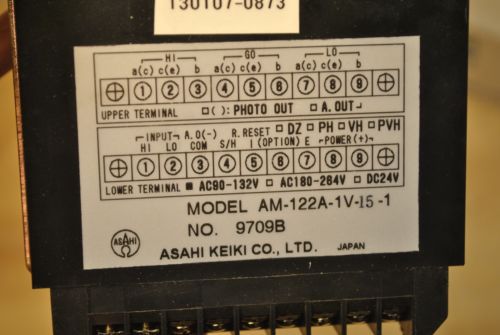 130107-0873
HI GO LO
a(c) c(e) b a(c) c(e) b a(c) c(e) b
1 2 3 4 5 6 7 8 9
UPPER TERMINAL □( ): PHOTO OUT □ A. OUT
INPUT A. O(-) R. RESET □ DZ □ PH □ VH □ PVH
HI LO COM S/H I (OPTION) E POWER(+)
1 2 3 4 5 6 7 8 9
LOWER TERMINAL ■ AC90-132V □ AC180-264V □ DC24V
MODEL AM-122A-1V-15-1
NO. 9709B
ASAHI
ASAHI KEIKI CO., LTD. JAPAN